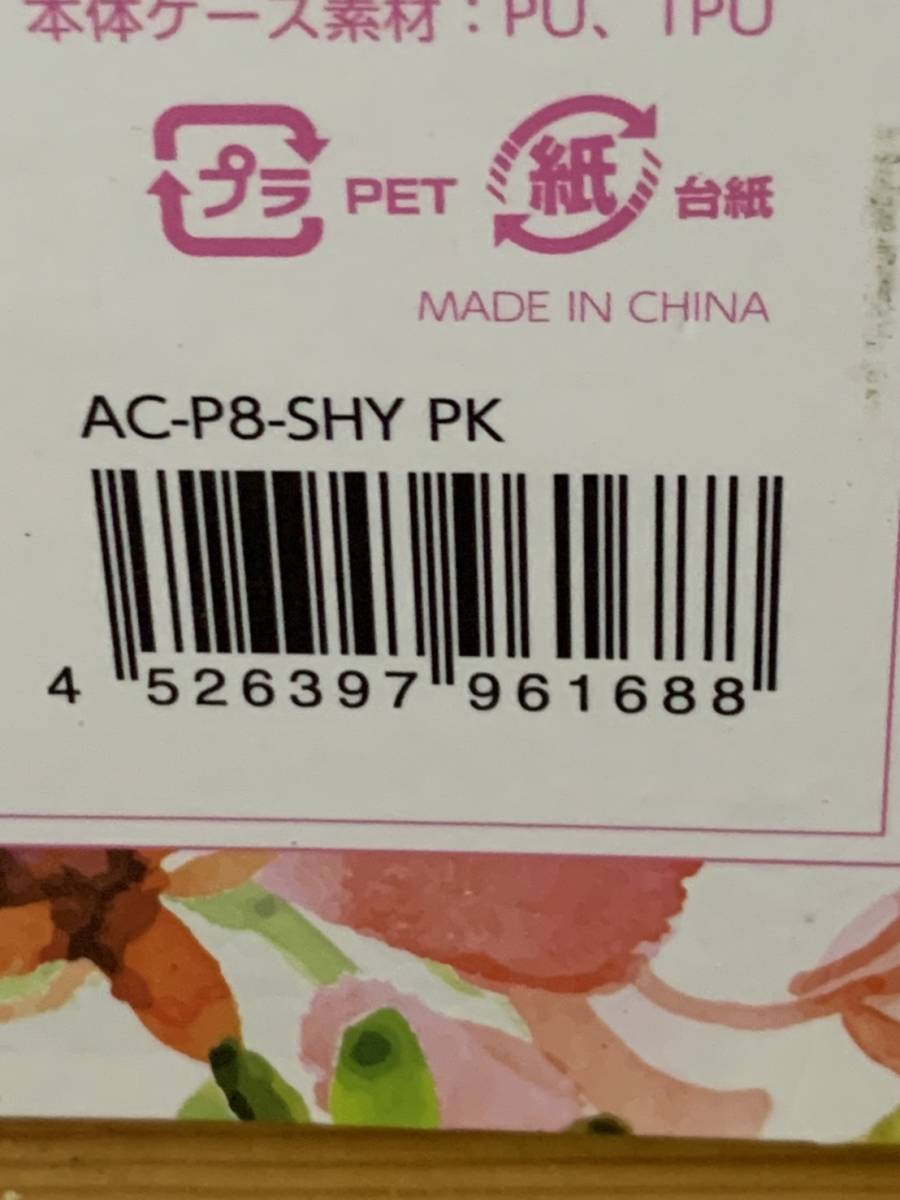 本体ケース素材：PU、TPU
プラ PET 紙 台紙
MADE IN CHINA
AC-P8-SHY PK
4 526397 961688